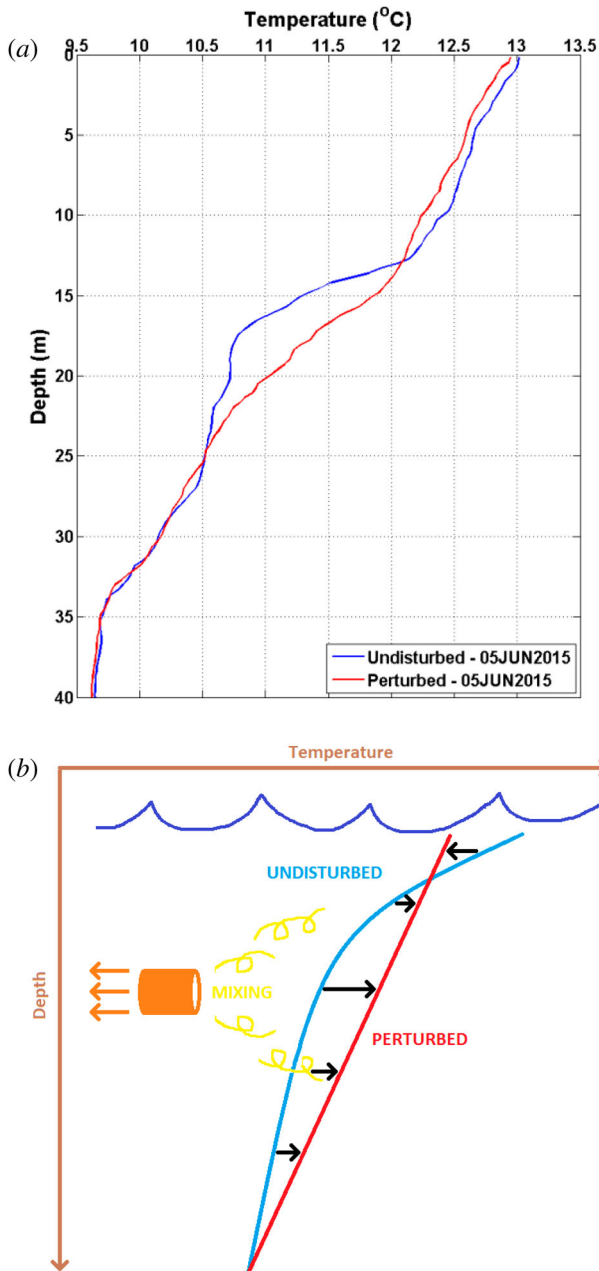 Temperature (°C)
(a)
9.5 10 10.5 11 11.5 12 12.5 13 13.5
0
5
10
15
20
25
30
35
40
Depth (m)
Undisturbed - 05JUN2015
Perturbed - 05JUN2015
(b)
Temperature
UNDISTURBED
MIXING
Depth
PERTURBED